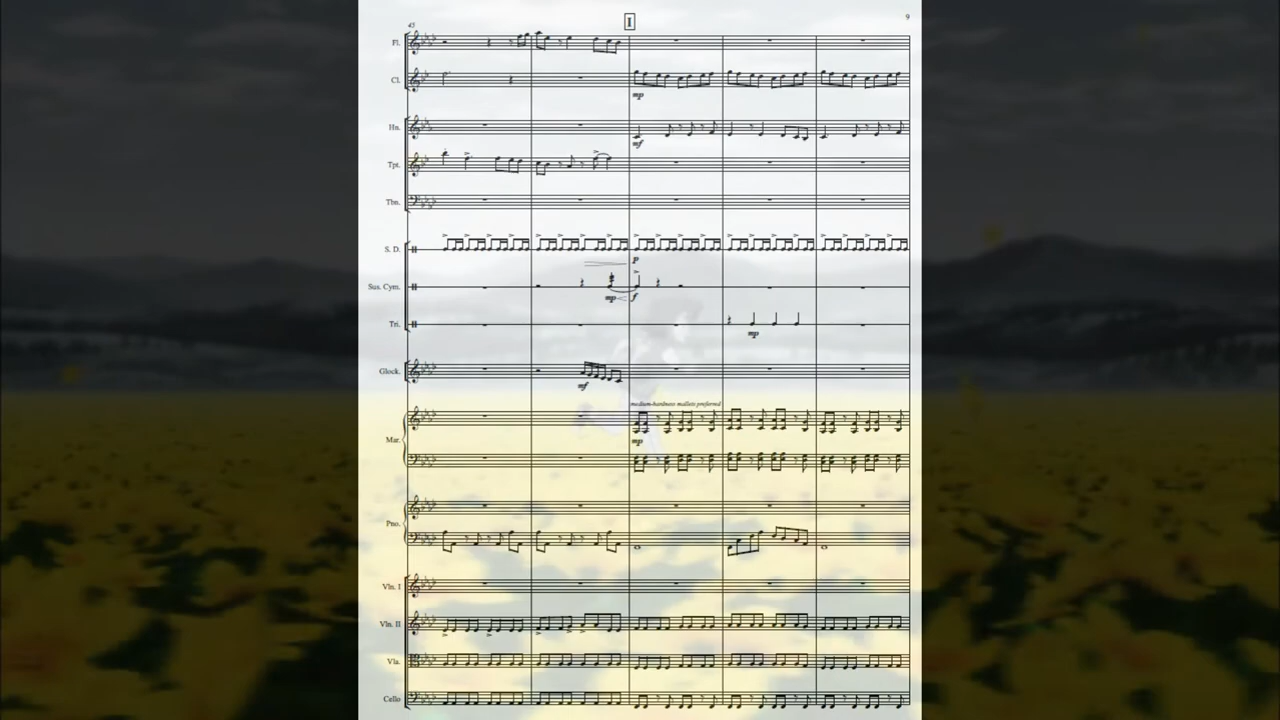 I
9
45
Fl.
Cl.
mp
Hn.
mf
Tpt.
Tbn.
S. D.
p
Sus. Cym.
mp f
Tri.
mp
Glock.
mf
medium-hardness mallets preferred
Mar.
mp
Pno.
Vln. I
Vln. II
Vla.
Cello